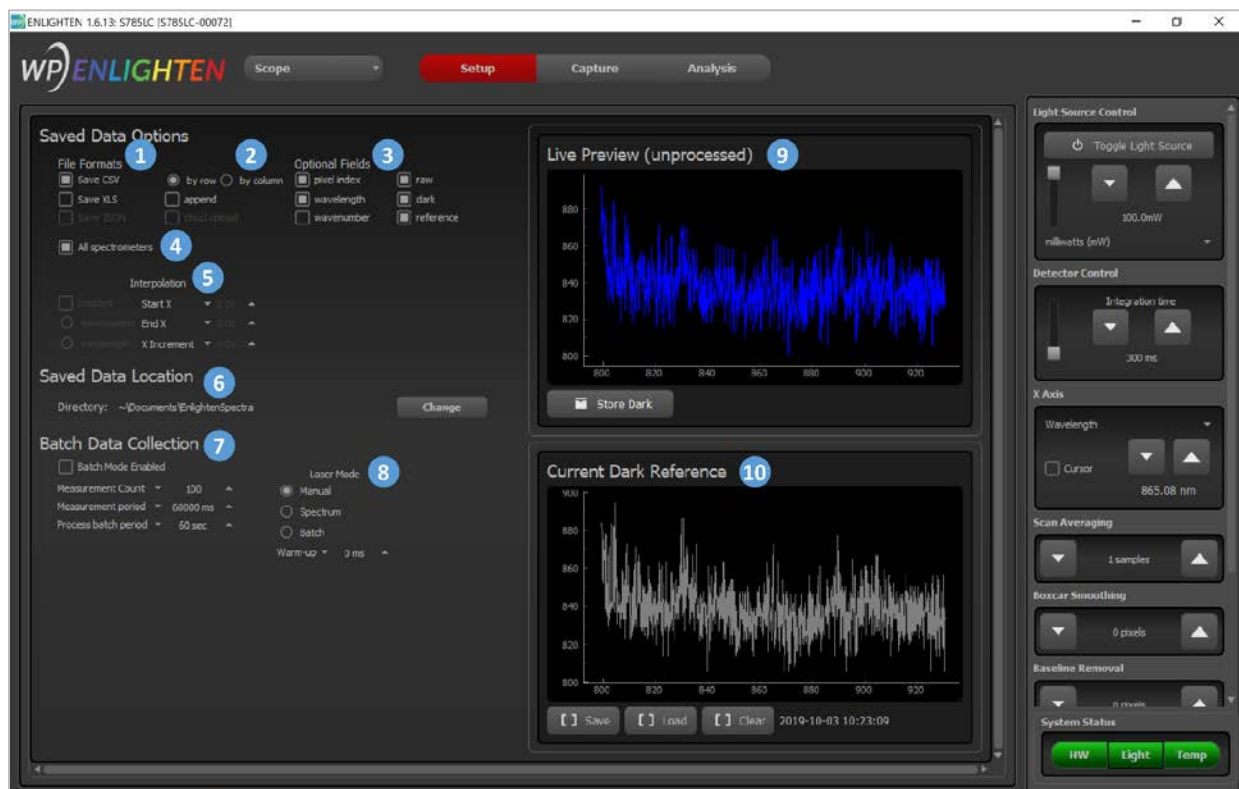 ENLIGHTEN 1.6.13: S785LC [S785LC-00072]
WP ENLIGHTEN
Scope
Setup
Capture
Analysis
Saved Data Options
1
2
3
File Formats
Optional Fields
Save CSV
by row
by column
pixel index
raw
Save XLS
append
wavelength
dark
Save JSON
cloud upload
wavenumber
reference
4
All spectrometers
5
Interpolation
enabled
Start X
End X
X Increment
Saved Data Location
6
Directory: ~\Documents\EnlightenSpectra
Change
Batch Data Collection
7
Batch Mode Enabled
Laser Mode
8
Measurement Count 100
Manual
Measurement period 60000 ms
Spectrum
Process batch period 60 sec
Batch
Warm-up 0 ms
Live Preview (unprocessed)
9
880
860
840
820
800
800 820 840 860 880 900 920
Store Dark
Current Dark Reference
10
900
880
860
840
820
800
800 820 840 860 880 900 920
[ ] Save
[ ] Load
[ ] Clear
2019-10-03 10:23:09
Light Source Control
Toggle Light Source
100.0mW
milliwatts (mW)
Detector Control
Integration time
300 ms
X Axis
Wavelength
Cursor
865.08 nm
Scan Averaging
1 samples
Boxcar Smoothing
0 pixels
Baseline Removal
0 pixels
System Status
HW
Light
Temp